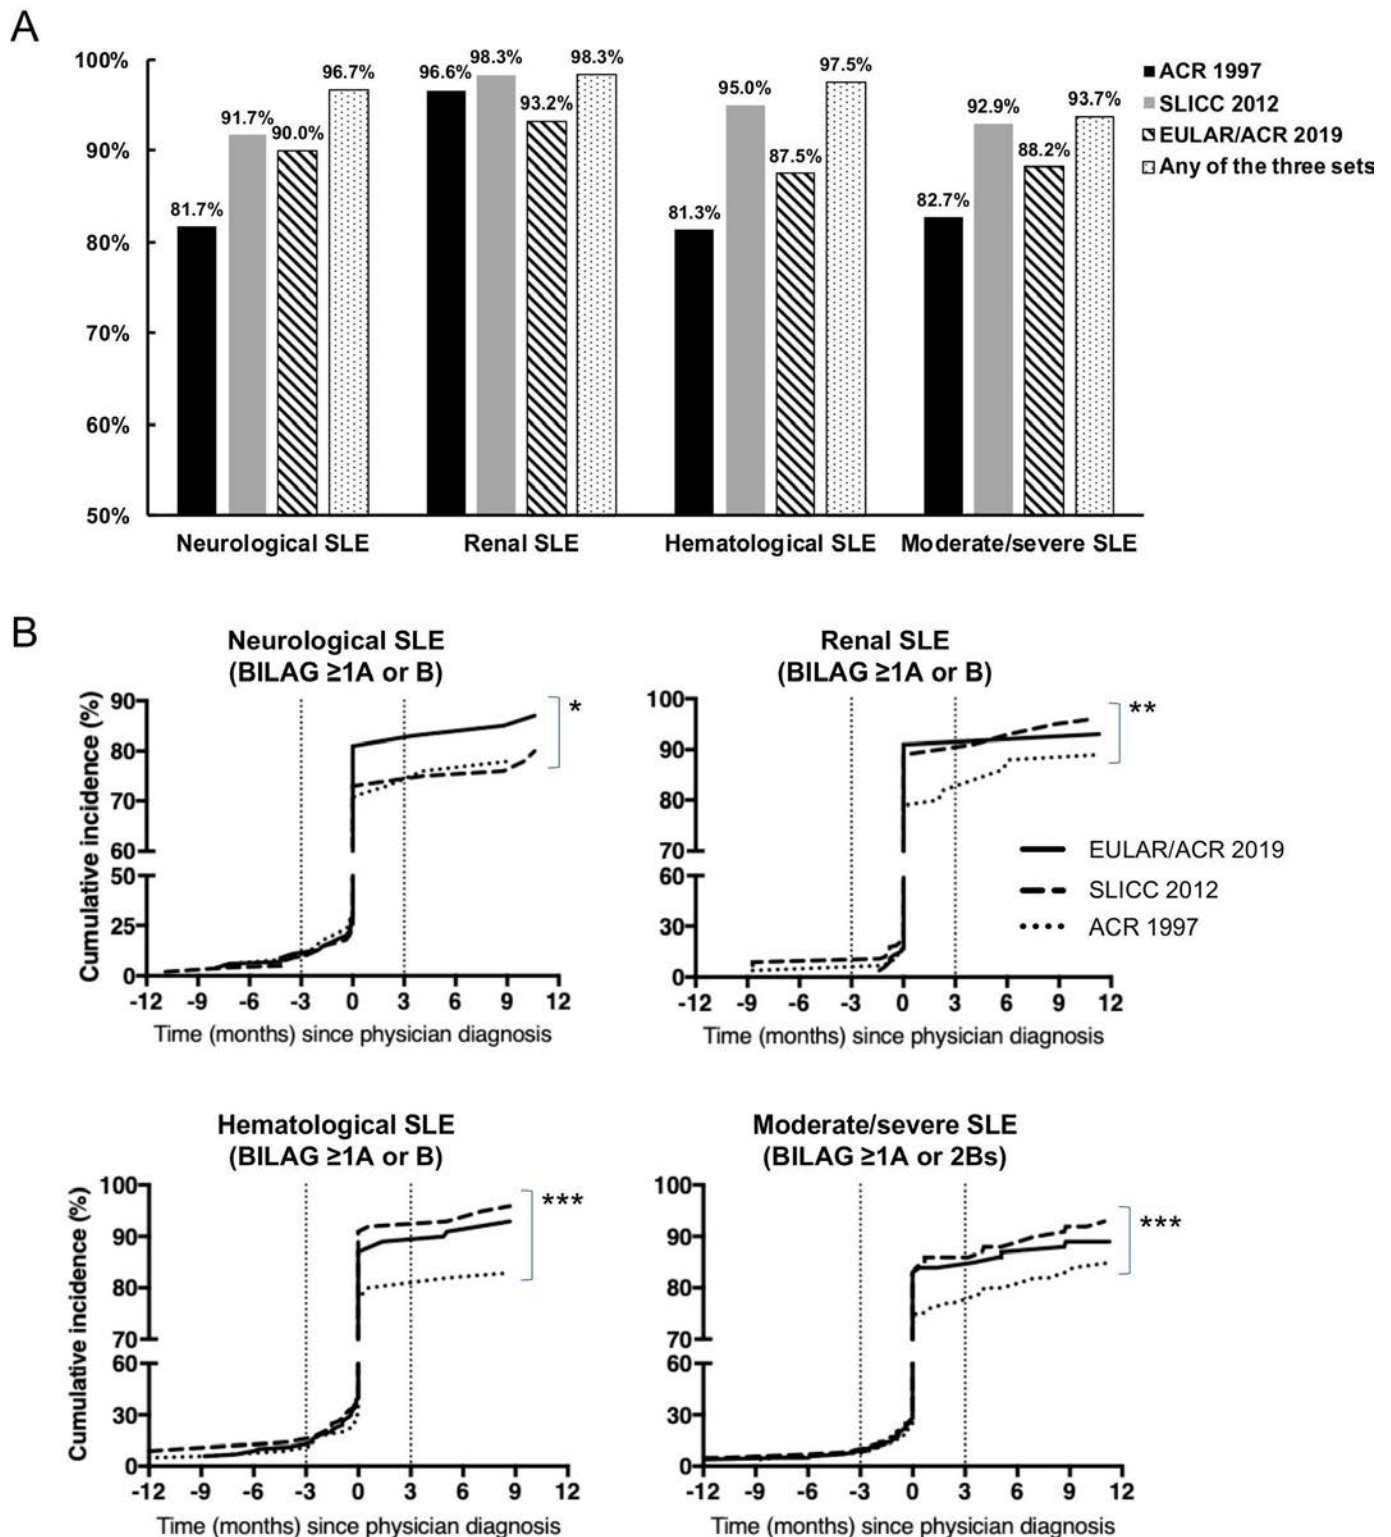 A
100%
90%
80%
70%
60%
50%
81.7%
91.7%
90.0%
96.7%
96.6%
98.3%
93.2%
98.3%
81.3%
95.0%
87.5%
97.5%
82.7%
92.9%
88.2%
93.7%
ACR 1997
SLICC 2012
EULAR/ACR 2019
Any of the three sets
Neurological SLE Renal SLE Hematological SLE Moderate/severe SLE
B
Neurological SLE
(BILAG ≥1A or B)
Cumulative incidence (%)
90
80
70
60
50
25
0
*
-12 -9 -6 -3 0 3 6 9 12
Time (months) since physician diagnosis
Renal SLE
(BILAG ≥1A or B)
100
90
80
70
60
30
0
**
EULAR/ACR 2019
SLICC 2012
ACR 1997
-12 -9 -6 -3 0 3 6 9 12
Time (months) since physician diagnosis
Hematological SLE
(BILAG ≥1A or B)
Cumulative incidence (%)
100
90
80
70
60
30
0
***
-12 -9 -6 -3 0 3 6 9 12
Time (months) since physician diagnosis
Moderate/severe SLE
(BILAG ≥1A or 2Bs)
100
90
80
70
60
30
0
***
-12 -9 -6 -3 0 3 6 9 12
Time (months) since physician diagnosis